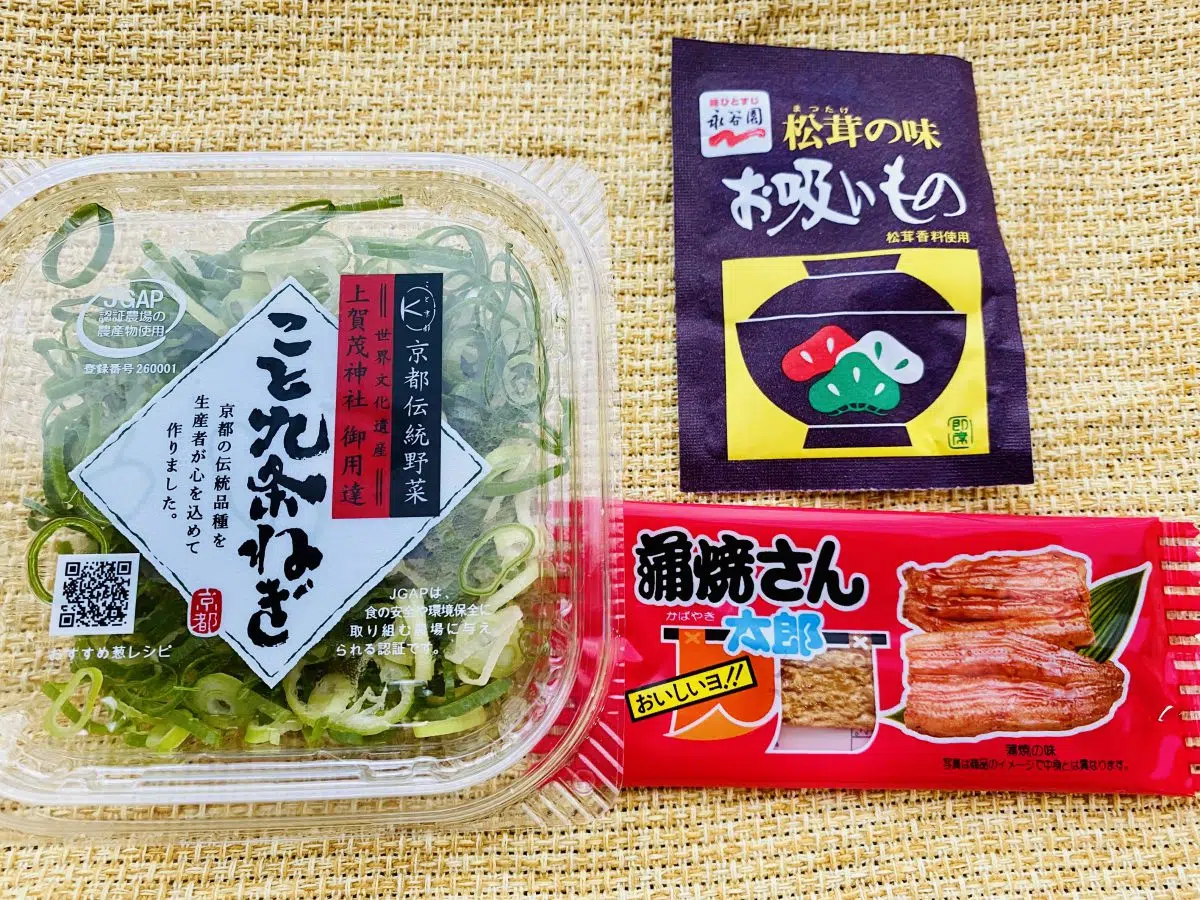 JGAP
認証農場の
農産物使用
登録番号 260001
こと九条ねぎ
京都の伝統品種を
生産者が心を込めて
作りました。
京都
こと京都
K
京都伝統野菜
世界文化遺産
上賀茂神社 御用達
JGAPは、
食の安全や環境保全に
取り組む農場に与え
られる認証です。
おすすめ葱レシピ
味ひとすじ
永谷園
まつたけ
松茸の味
お吸いもの
松茸香料使用
即席
蒲焼さん
かばやき
太郎
おいしいヨ!!
蒲焼の味
写真は商品のイメージで中身とは異なります。